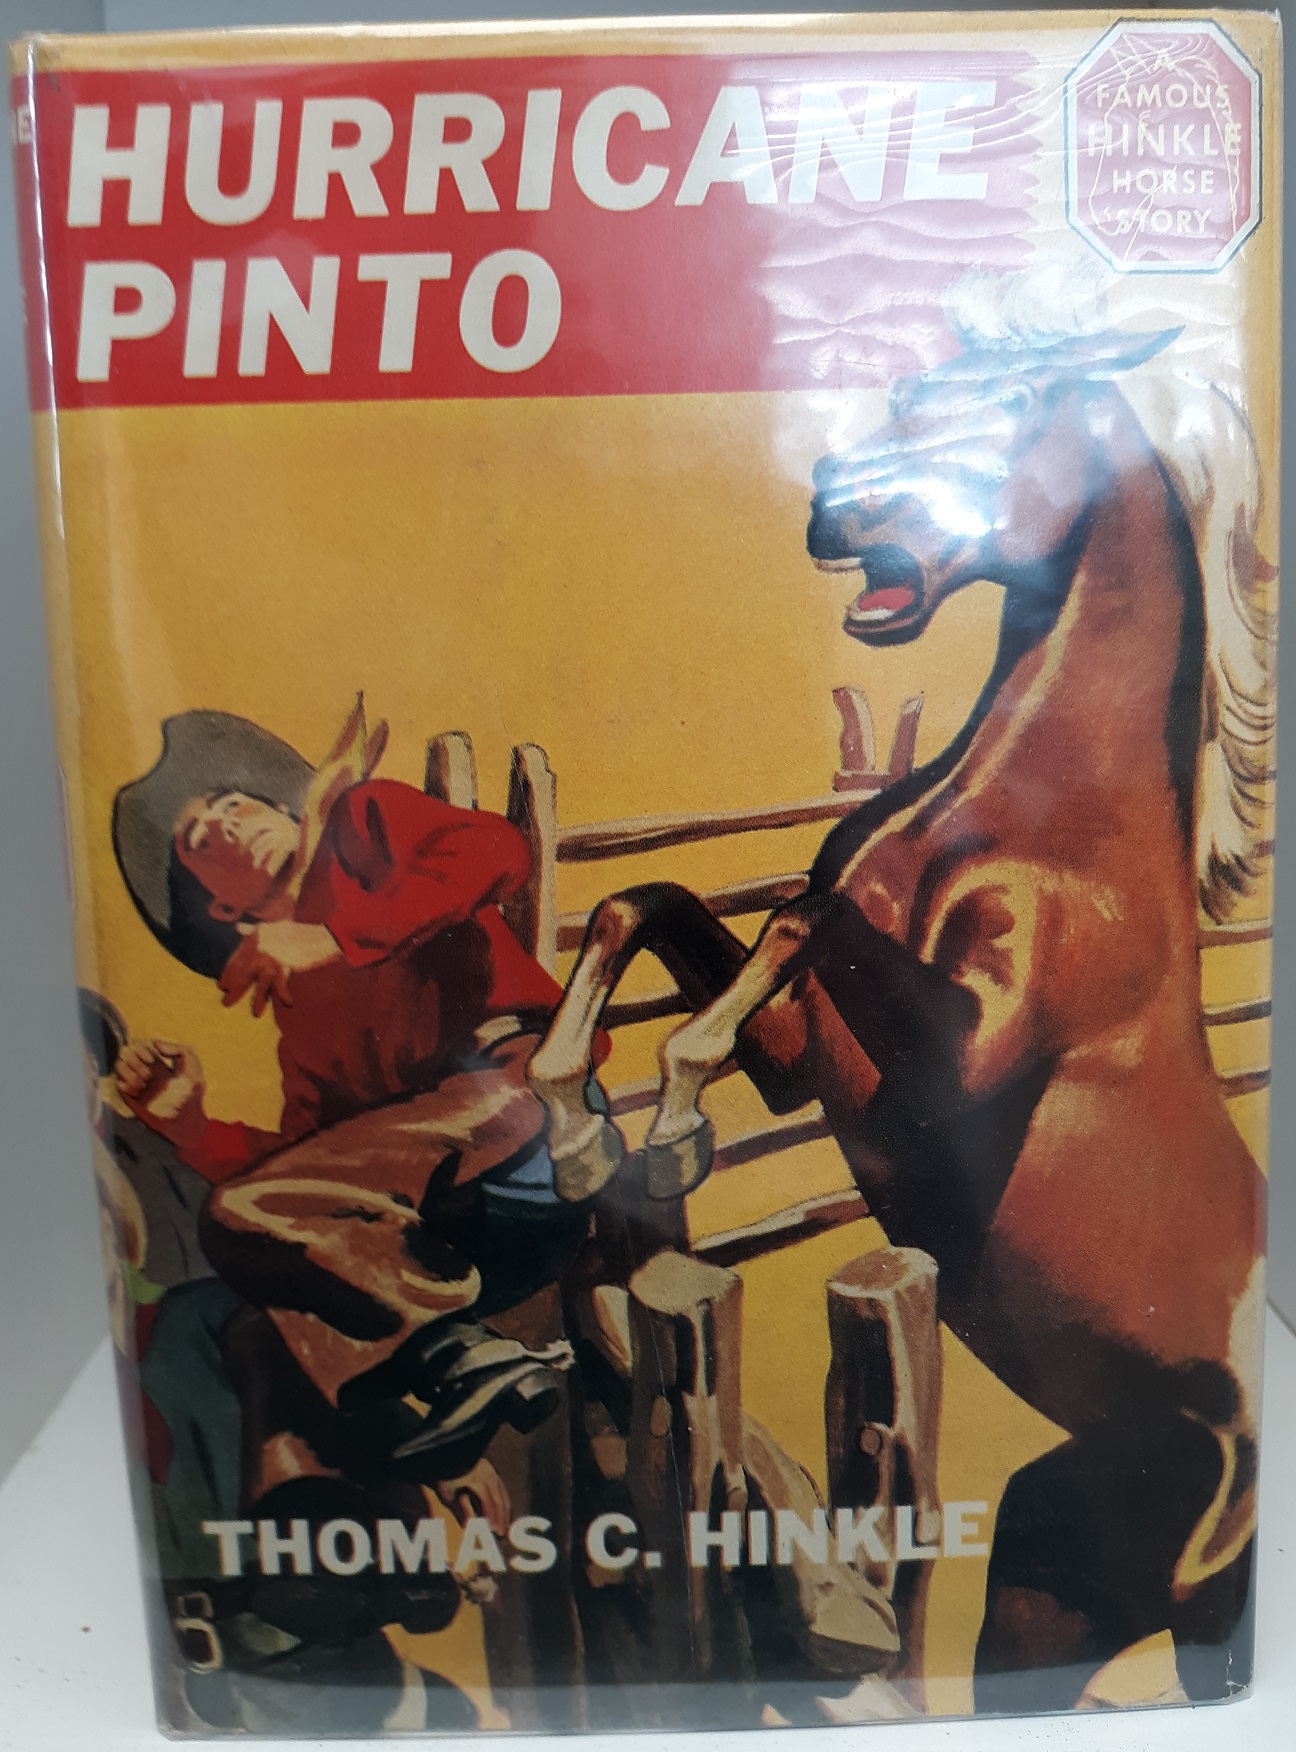 HURRICANE
PINTO
A
FAMOUS
HINKLE
HORSE
STORY
THOMAS C. HINKLE